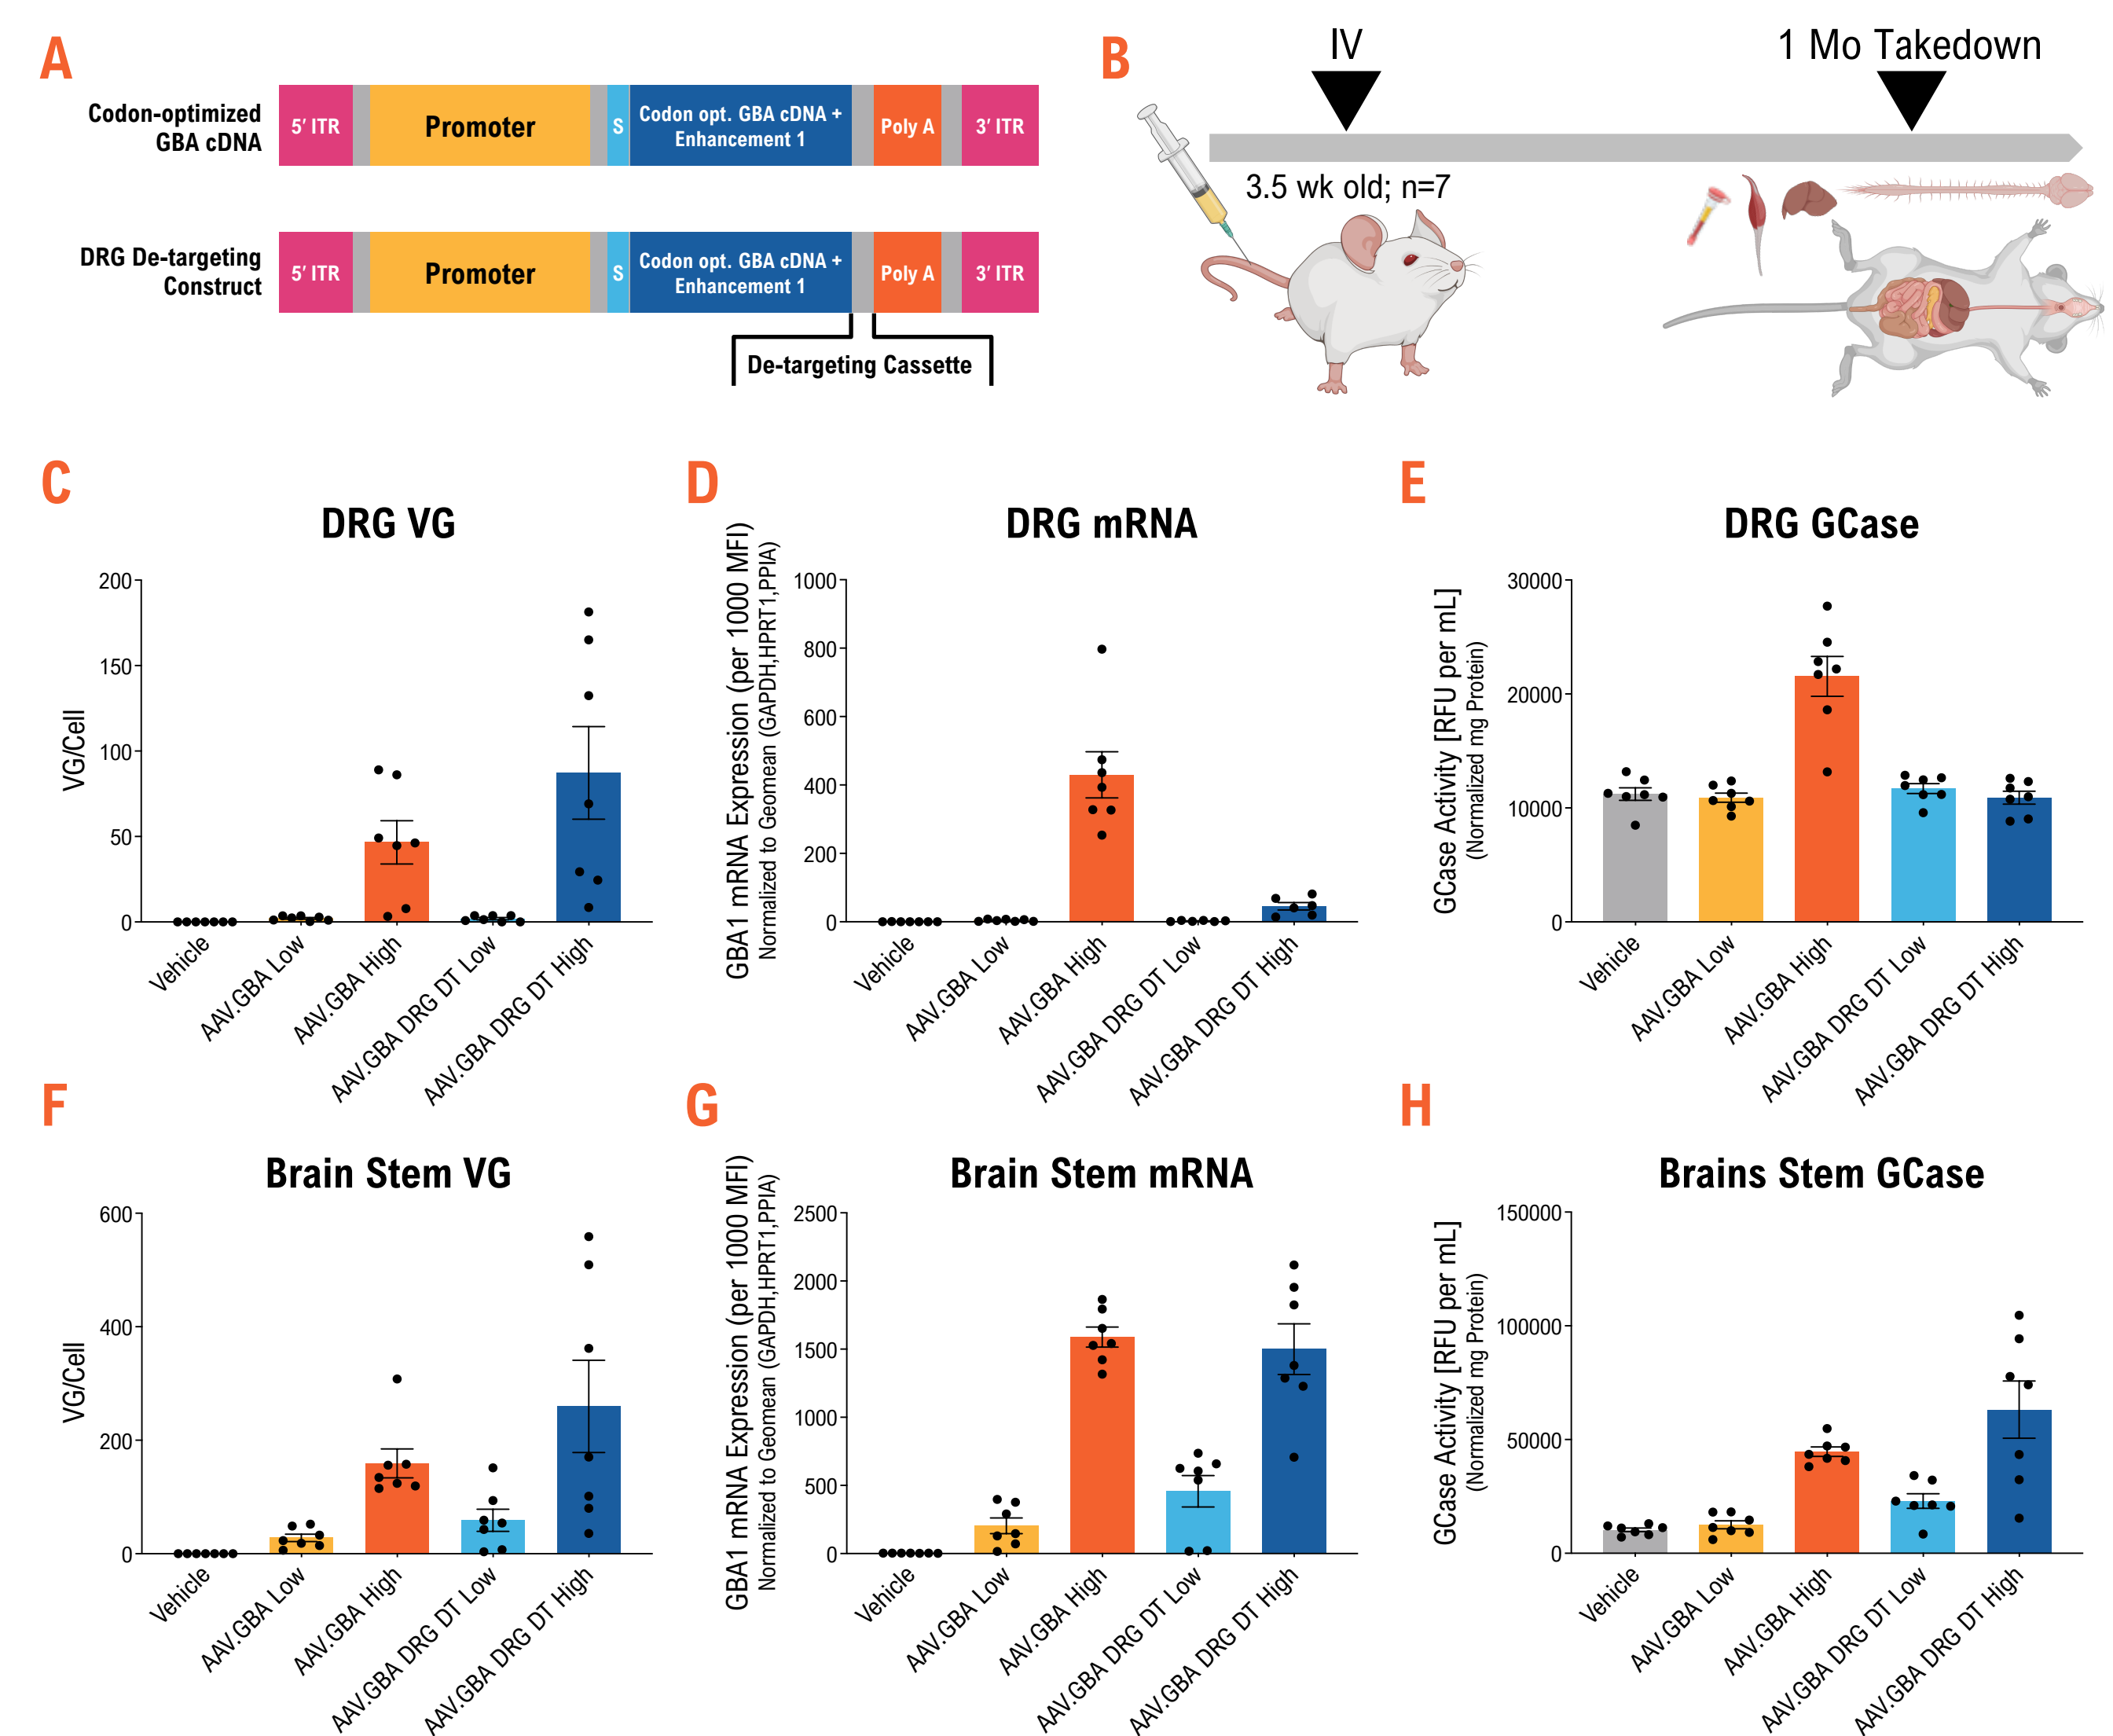 A
Codon-optimized
GBA cDNA
5′ ITR
Promoter
S
Codon opt. GBA cDNA +
Enhancement 1
Poly A
3′ ITR
DRG De-targeting
Construct
5′ ITR
Promoter
S
Codon opt. GBA cDNA +
Enhancement 1
Poly A
3′ ITR
De-targeting Cassette
B
IV
1 Mo Takedown
3.5 wk old; n=7
C
DRG VG
VG/Cell
200
150
100
50
0
Vehicle
AAV.GBA Low
AAV.GBA High
AAV.GBA DRG DT Low
AAV.GBA DRG DT High
D
DRG mRNA
GBA1 mRNA Expression (per 1000 MFI)
Normalized to Geomean (GAPDH,HPRT1,PPIA)
1000
800
600
400
200
0
Vehicle
AAV.GBA Low
AAV.GBA High
AAV.GBA DRG DT Low
AAV.GBA DRG DT High
E
DRG GCase
GCase Activity [RFU per mL]
(Normalized mg Protein)
30000
20000
10000
0
Vehicle
AAV.GBA Low
AAV.GBA High
AAV.GBA DRG DT Low
AAV.GBA DRG DT High
F
Brain Stem VG
VG/Cell
600
400
200
0
Vehicle
AAV.GBA Low
AAV.GBA High
AAV.GBA DRG DT Low
AAV.GBA DRG DT High
G
Brain Stem mRNA
GBA1 mRNA Expression (per 1000 MFI)
Normalized to Geomean (GAPDH,HPRT1,PPIA)
2500
2000
1500
1000
500
0
Vehicle
AAV.GBA Low
AAV.GBA High
AAV.GBA DRG DT Low
AAV.GBA DRG DT High
H
Brains Stem GCase
GCase Activity [RFU per mL]
(Normalized mg Protein)
150000
100000
50000
0
Vehicle
AAV.GBA Low
AAV.GBA High
AAV.GBA DRG DT Low
AAV.GBA DRG DT High